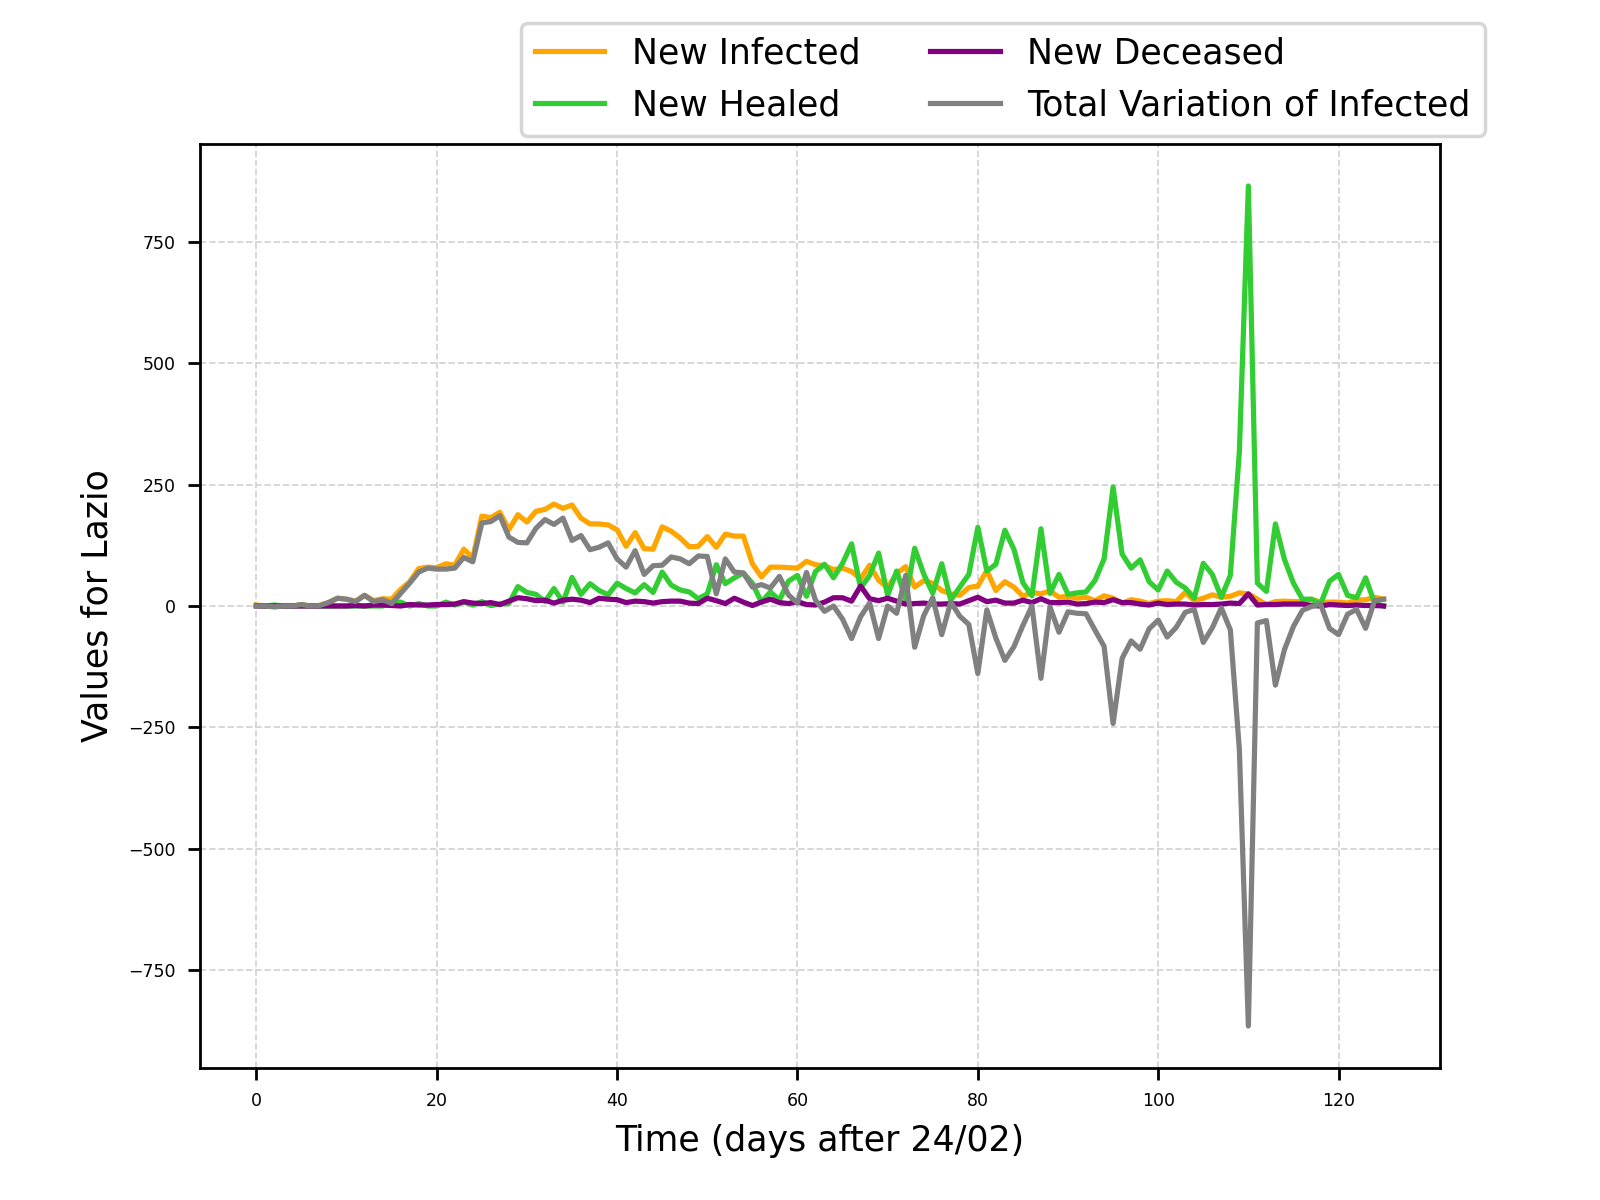 New Infected
New Healed
New Deceased
Total Variation of Infected
750
500
250
0
−250
−500
−750
Values for Lazio
0 20 40 60 80 100 120
Time (days after 24/02)